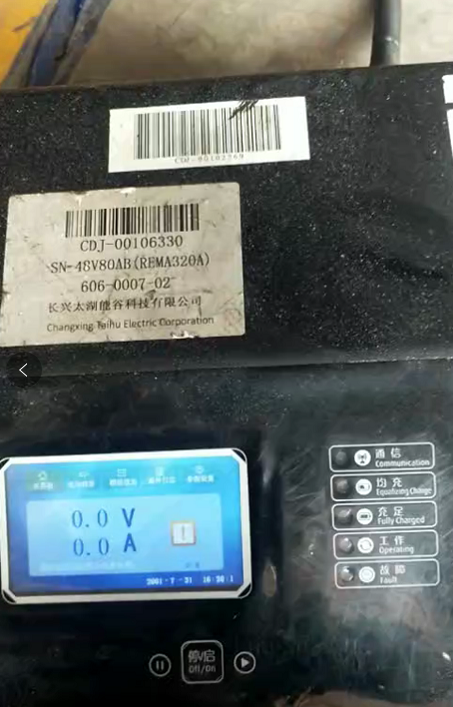 CDJ-00102369
CDJ-00106330
SN-48V80AB(REMA320A)
606-0007-02
长兴太湖能谷科技有限公司
Changxing Taihu Electric Corporation
0.0 V
0.0 A
!
通信
Communication
均充
Equalizing Charge
充足
Fully Charged
工作
Operating
故障
Fault
停/启
Off/On